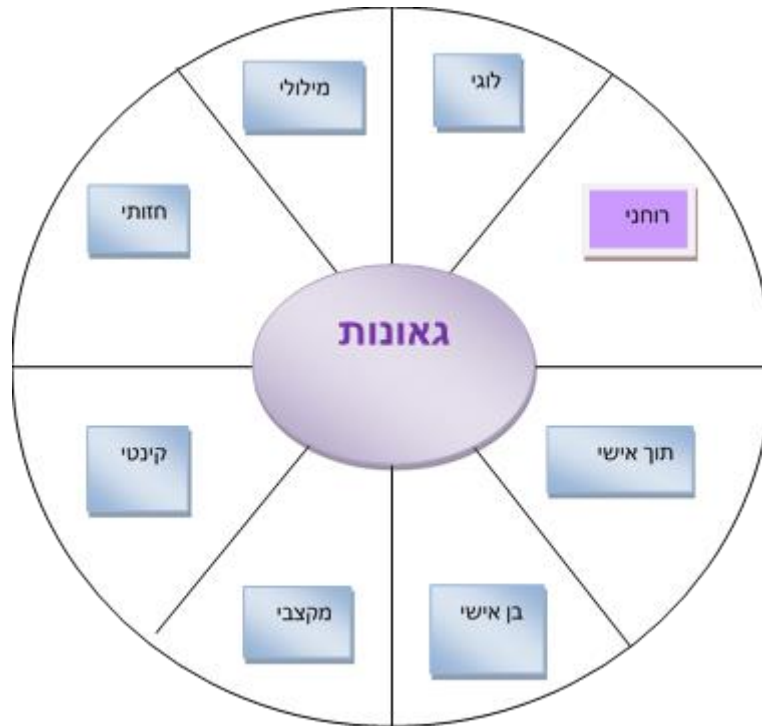 לוגי
מילולי
רוחני
חזותי
גאונות
תוך אישי
קינטי
בן אישי
מקצבי